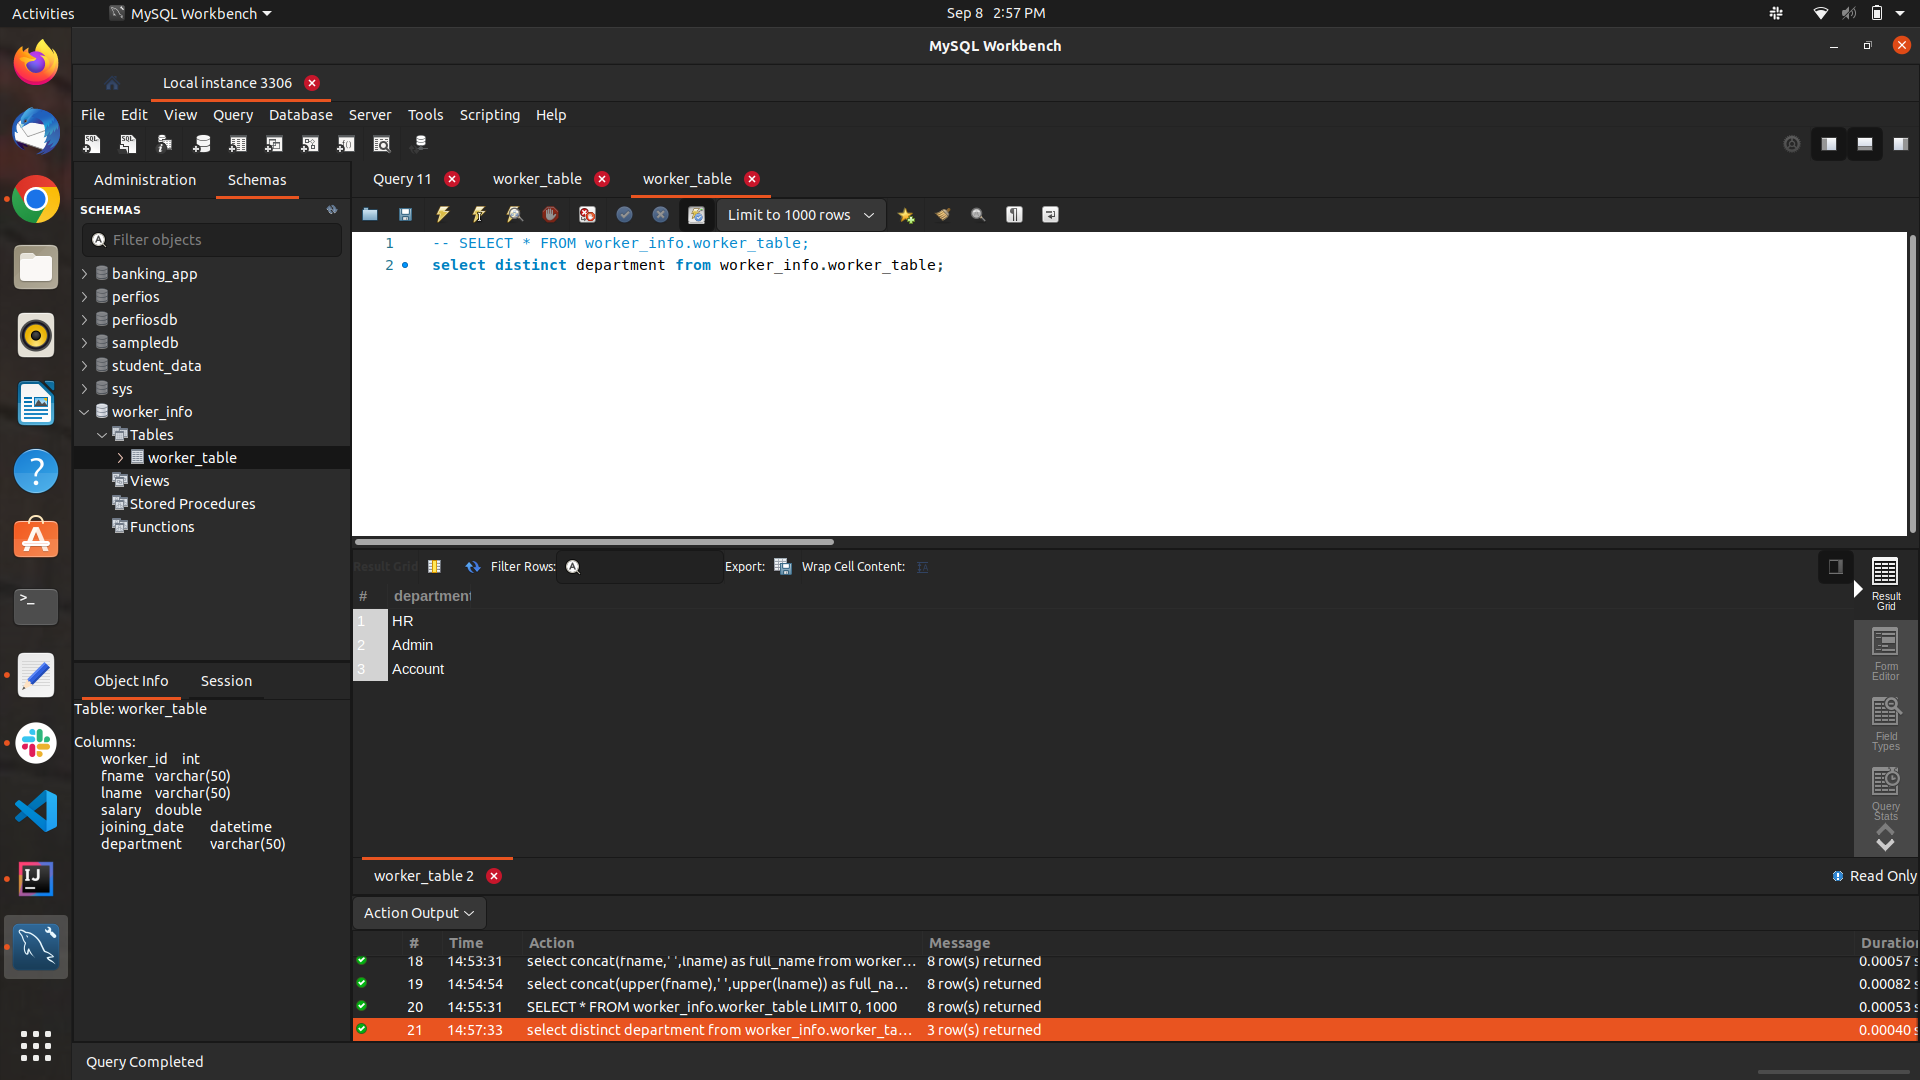 Activities MySQL Workbench Sep 8 2:57 PM
MySQL Workbench
Local instance 3306
File Edit View Query Database Server Tools Scripting Help
Administration Schemas
SCHEMAS
Filter objects
banking_app
perfios
perfiosdb
sampledb
student_data
sys
worker_info
Tables
worker_table
Views
Stored Procedures
Functions
Object Info Session
Table: worker_table
Columns:
worker_id int
fname varchar(50)
lname varchar(50)
salary double
joining_date datetime
department varchar(50)
Query 11 worker_table worker_table
Limit to 1000 rows
1 -- SELECT * FROM worker_info.worker_table;
2 select distinct department from worker_info.worker_table;
Result Grid Filter Rows: Export: Wrap Cell Content:
# department
1 HR
2 Admin
3 Account
Result
Grid
Form
Editor
Field
Types
Query
Stats
worker_table 2 Read Only
Action Output
# Time Action Message Duration
18 14:53:31 select concat(fname,' ',lname) as full_name from worker... 8 row(s) returned 0.00057 s
19 14:54:54 select concat(upper(fname),' ',upper(lname)) as full_na... 8 row(s) returned 0.00082 s
20 14:55:31 SELECT * FROM worker_info.worker_table LIMIT 0, 1000 8 row(s) returned 0.00053 s
21 14:57:33 select distinct department from worker_info.worker_ta... 3 row(s) returned 0.00040 s
Query Completed